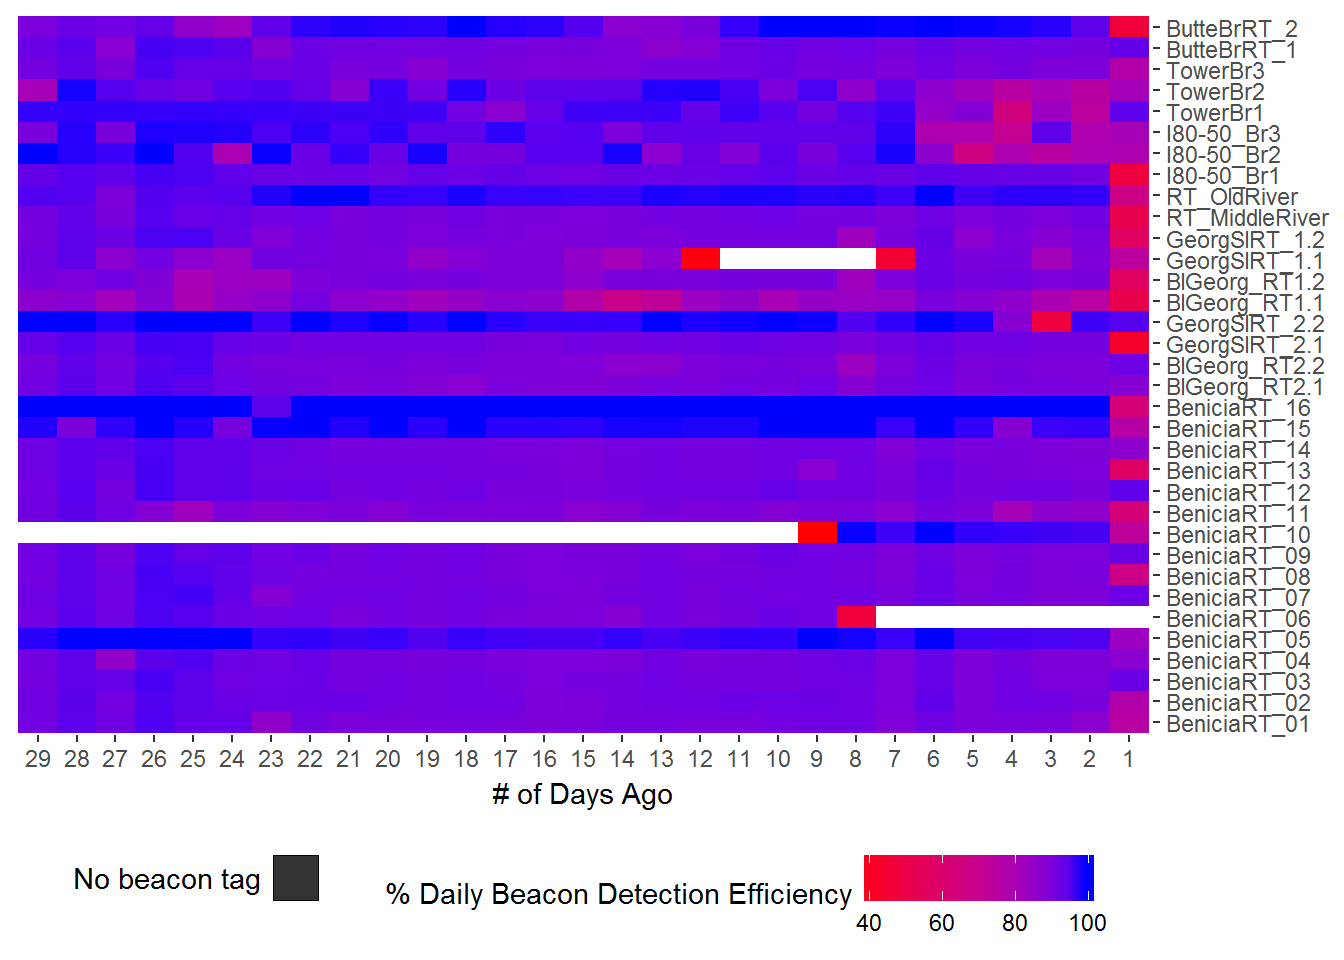 ButteBrRT_2
ButteBrRT_1
TowerBr3
TowerBr2
TowerBr1
I80-50_Br3
I80-50_Br2
I80-50_Br1
RT_OldRiver
RT_MiddleRiver
GeorgSlRT_1.2
GeorgSlRT_1.1
BlGeorg_RT1.2
BlGeorg_RT1.1
GeorgSlRT_2.2
GeorgSlRT_2.1
BlGeorg_RT2.2
BlGeorg_RT2.1
BeniciaRT_16
BeniciaRT_15
BeniciaRT_14
BeniciaRT_13
BeniciaRT_12
BeniciaRT_11
BeniciaRT_10
BeniciaRT_09
BeniciaRT_08
BeniciaRT_07
BeniciaRT_06
BeniciaRT_05
BeniciaRT_04
BeniciaRT_03
BeniciaRT_02
BeniciaRT_01
29 28 27 26 25 24 23 22 21 20 19 18 17 16 15 14 13 12 11 10 9 8 7 6 5 4 3 2 1
# of Days Ago
No beacon tag
% Daily Beacon Detection Efficiency
40 60 80 100